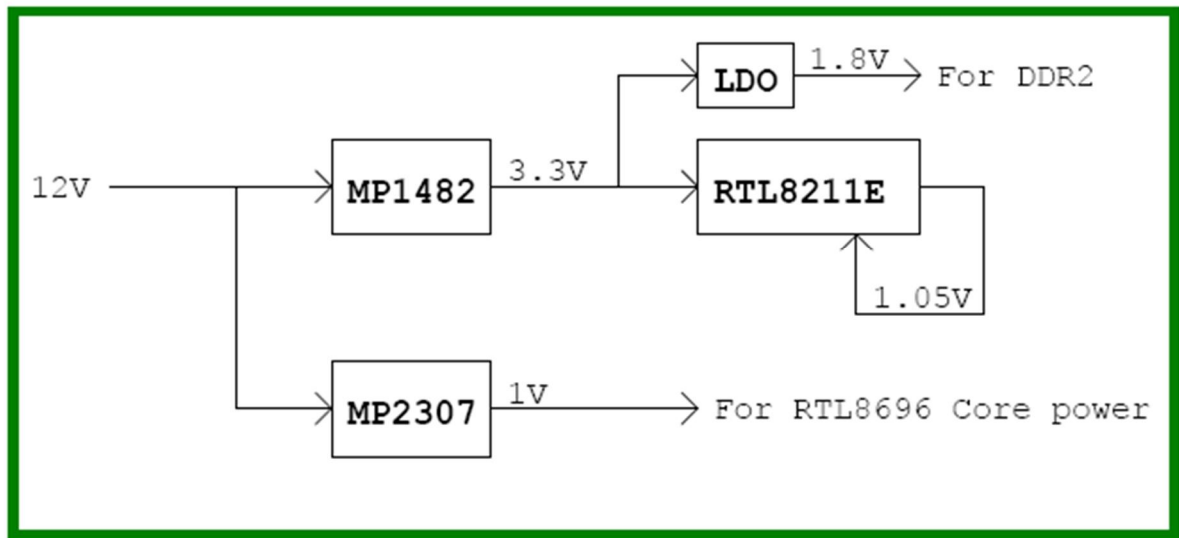 1.8V
LDO
For DDR2
3.3V
12V
MP1482
RTL8211E
1.05V
1V
MP2307
For RTL8696 Core power